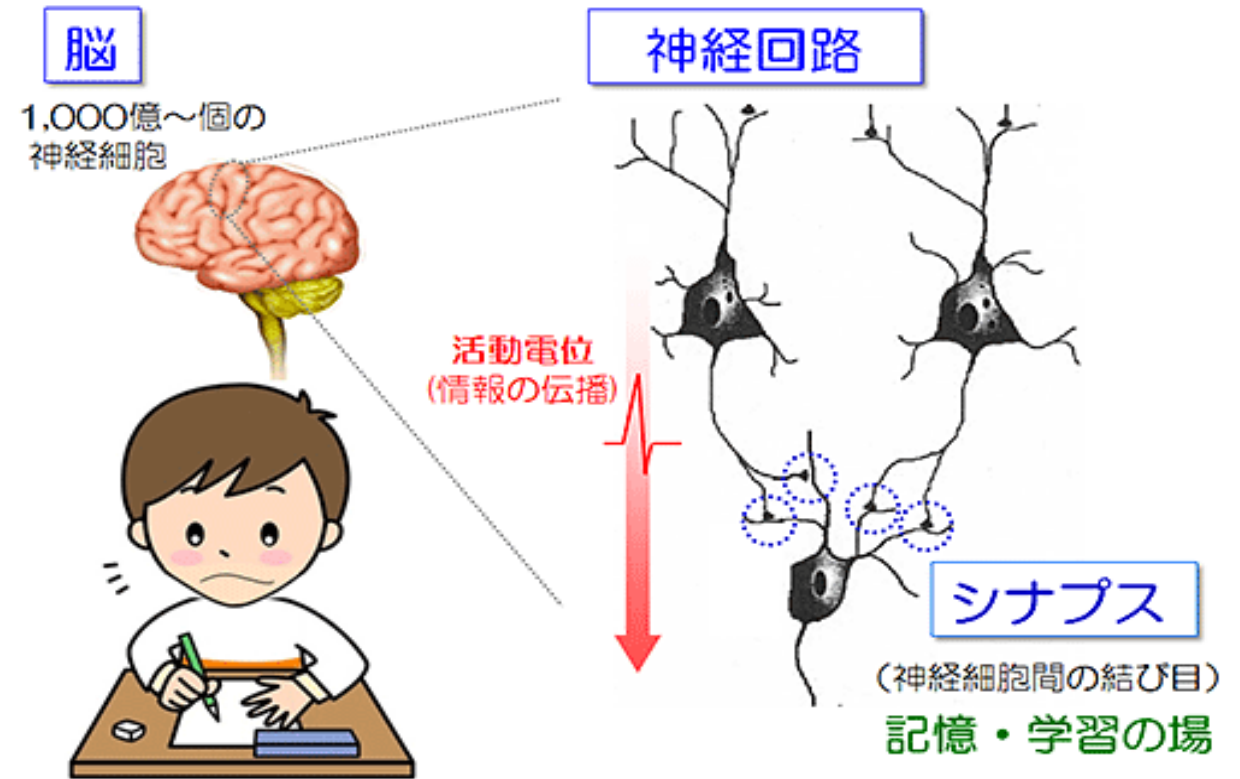 脳
1,000億～個の
神経細胞
神経回路
活動電位
(情報の伝播)
シナプス
（神経細胞間の結び目）
記憶・学習の場